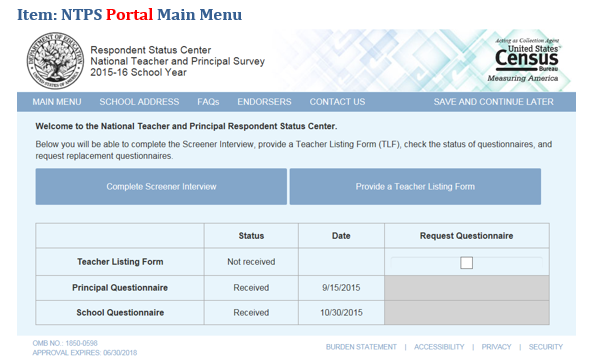 Item: NTPS Portal Main Menu
Respondent Status Center
National Teacher and Principal Survey
2015-16 School Year
Acting as Collection Agent
United States®
Census
Bureau
Measuring America
MAIN MENU SCHOOL ADDRESS FAQs ENDORSERS CONTACT US SAVE AND CONTINUE LATER
Welcome to the National Teacher and Principal Respondent Status Center.
Below you will be able to complete the Screener Interview, provide a Teacher Listing Form (TLF), check the status of questionnaires, and
request replacement questionnaires.
Complete Screener Interview Provide a Teacher Listing Form
Status Date Request Questionnaire
Teacher Listing Form Not received
Principal Questionnaire Received 9/15/2015
School Questionnaire Received 10/30/2015
OMB NO.: 1850-0598
APPROVAL EXPIRES: 06/30/2018
BURDEN STATEMENT | ACCESSIBILITY | PRIVACY | SECURITY